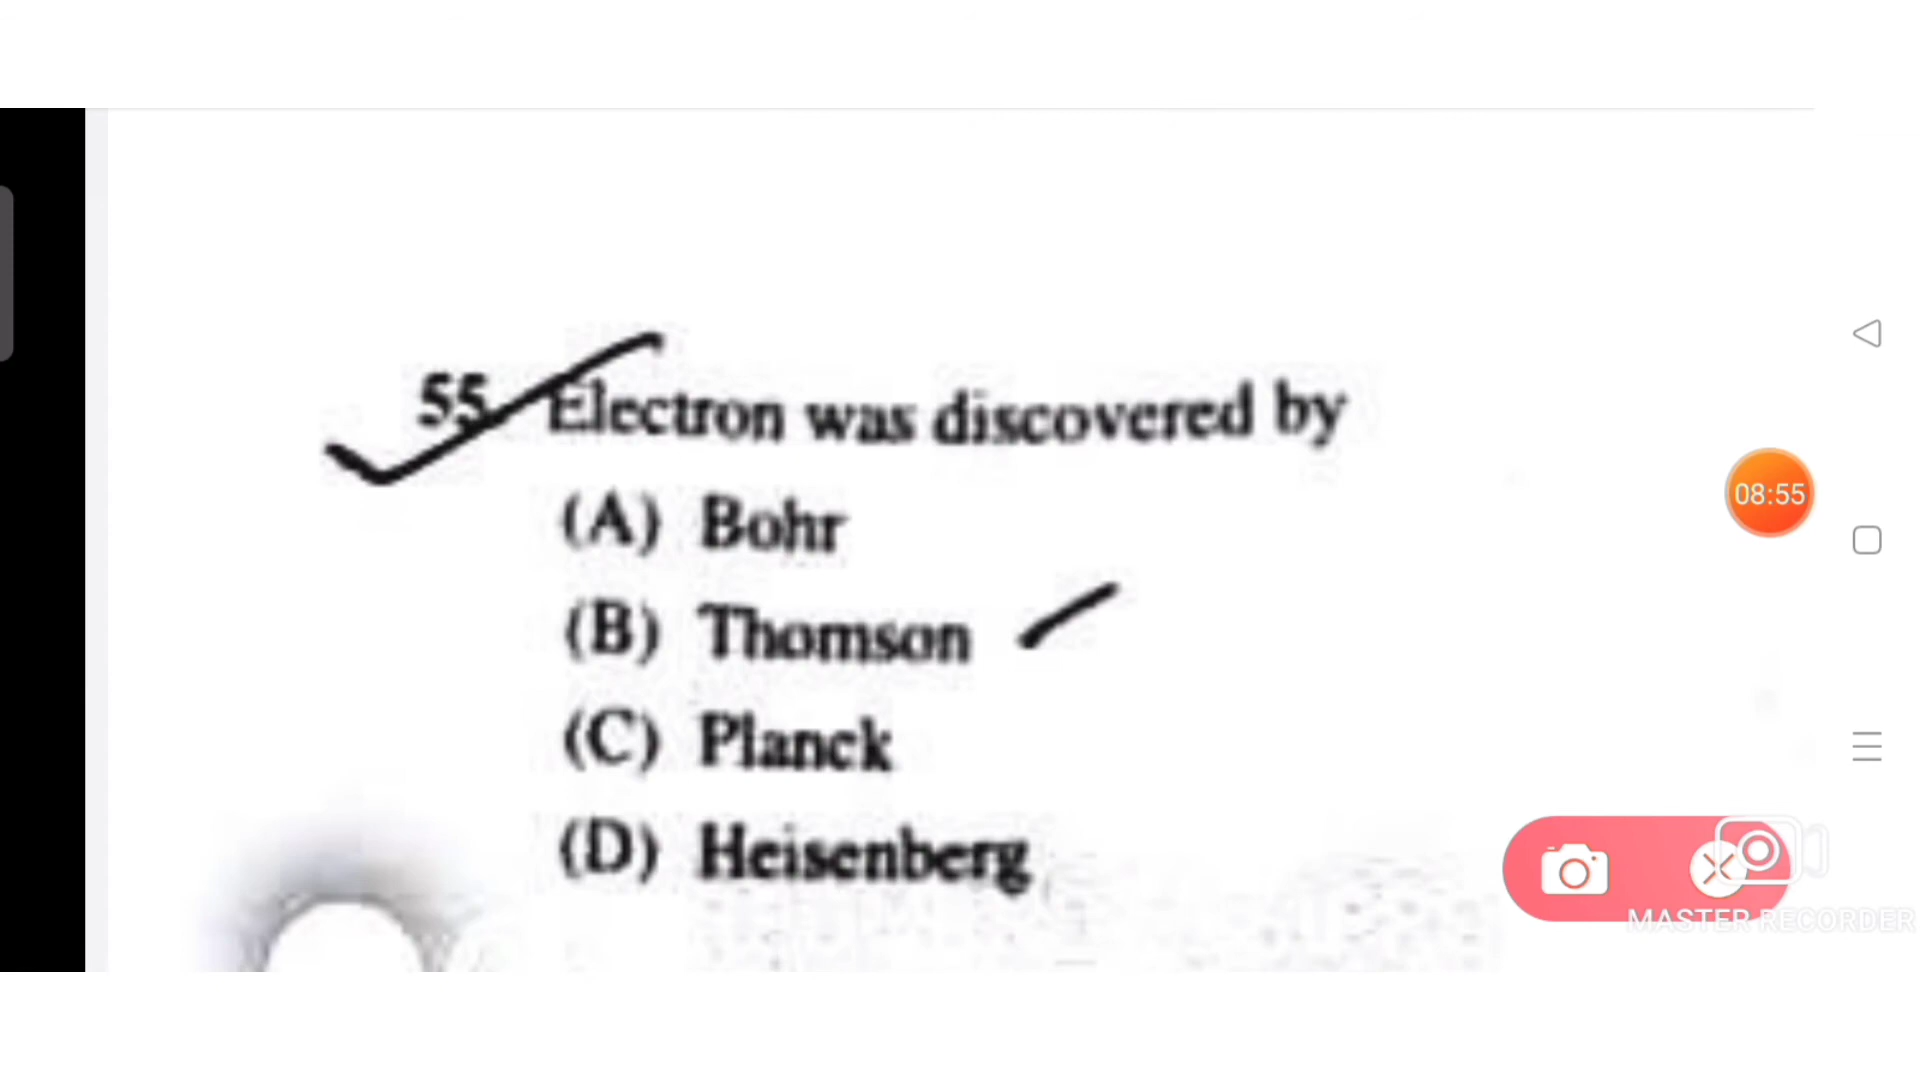 55. Electron was discovered by
(A) Bohr
(B) Thomson
(C) Planck
(D) Heisenberg
08:55
MASTER RECORDER